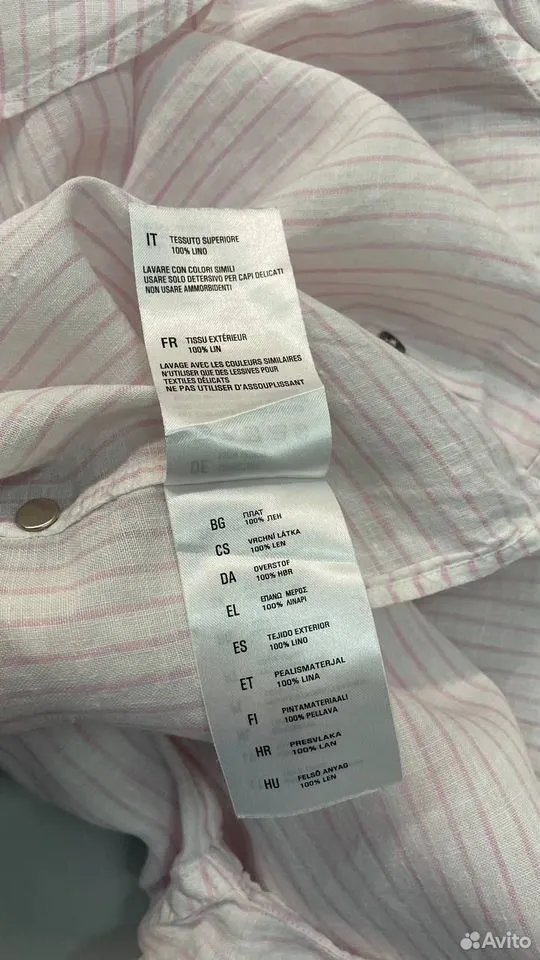 IT TESSUTO SUPERIORE
100% LINO
LAVARE CON COLORI SIMILI
USARE SOLO DETERSIVO PER CAPI DELICATI
NON USARE AMMORBIDENTI
FR TISSU EXTÉRIEUR
100% LIN
LAVAGE AVEC LES COULEURS SIMILAIRES
N'UTILISER QUE DES LESSIVES POUR
TEXTILES DÉLICATS
NE PAS UTILISER D'ASSOUPLISSANT
DE
BG ПЛАТ
100% ЛЕН
CS VRCHNÍ LÁTKA
100% LEN
DA OVERSTOF
100% HØR
EL ΕΠΑΝΩ ΜΕΡΟΣ
100% ΛΙΝΑΡΙ
ES TEJIDO EXTERIOR
100% LINO
ET PEALISMATERJAL
100% LINA
FI PINTAMATERIAALI
100% PELLAVA
HR PRESVLAKA
100% LAN
HU FELSŐ ANYAG
100% LEN
Avito